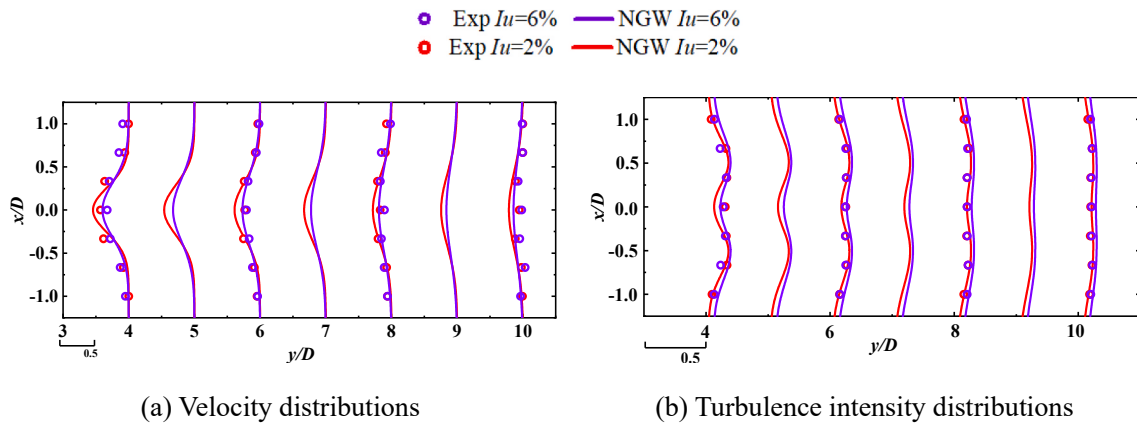 Exp Iu=6% NGW Iu=6%
Exp Iu=2% NGW Iu=2%
1.0
0.5
0.0
-0.5
-1.0
x/D
3 4 5 6 7 8 9 10
0.5
y/D
1.0
0.5
0.0
-0.5
-1.0
x/D
4 6 8 10
0.5
y/D
(a) Velocity distributions
(b) Turbulence intensity distributions